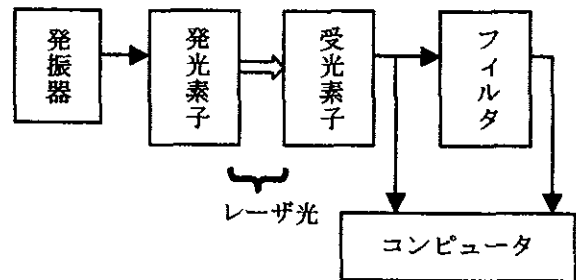 発振器
発光素子
受光素子
フィルタ
レーザ光
コンピュータ